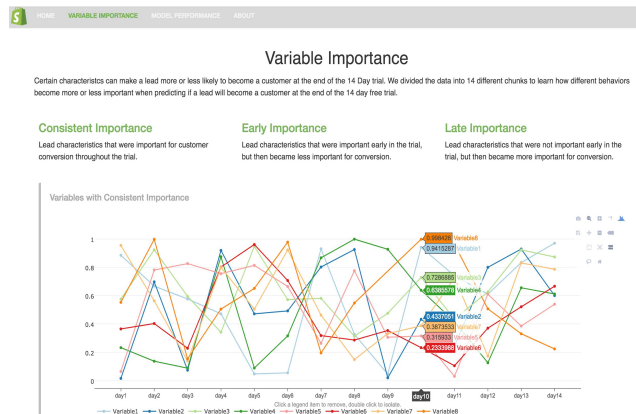 HOME VARIABLE IMPORTANCE MODEL PERFORMANCE ABOUT
Variable Importance
Certain characteristcs can make a lead more or less likely to become a customer at the end of the 14 Day trial. We divided the data into 14 different chunks to learn how different behaviors
become more or less important when predicting if a lead will become a customer at the end of the 14 day free trial.
Consistent Importance
Lead characteristics that were important for customer
conversion throughout the trial.
Early Importance
Lead characteristics that were important early in the trial,
but then became less important for conversion.
Late Importance
Lead characteristics that were not important early in the
trial, but then became more important for conversion.
Variables with Consistent Importance
1
0.8
0.6
0.4
0.2
0
0.9415287 Variable1
0.7266885 Variable3
0.6385578 Variable4
0.4337051 Variable2
0.3873533 Variable7
0.315933 Variable5
0.2333988 Variable6
Variable8
day1 day2 day3 day4 day5 day6 day7 day8 day9 day10 day11 day12 day13 day14
Click a legend item to remove, double click to isolate.
Variable1 Variable2 Variable3 Variable4 Variable5 Variable6 Variable7 Variable8